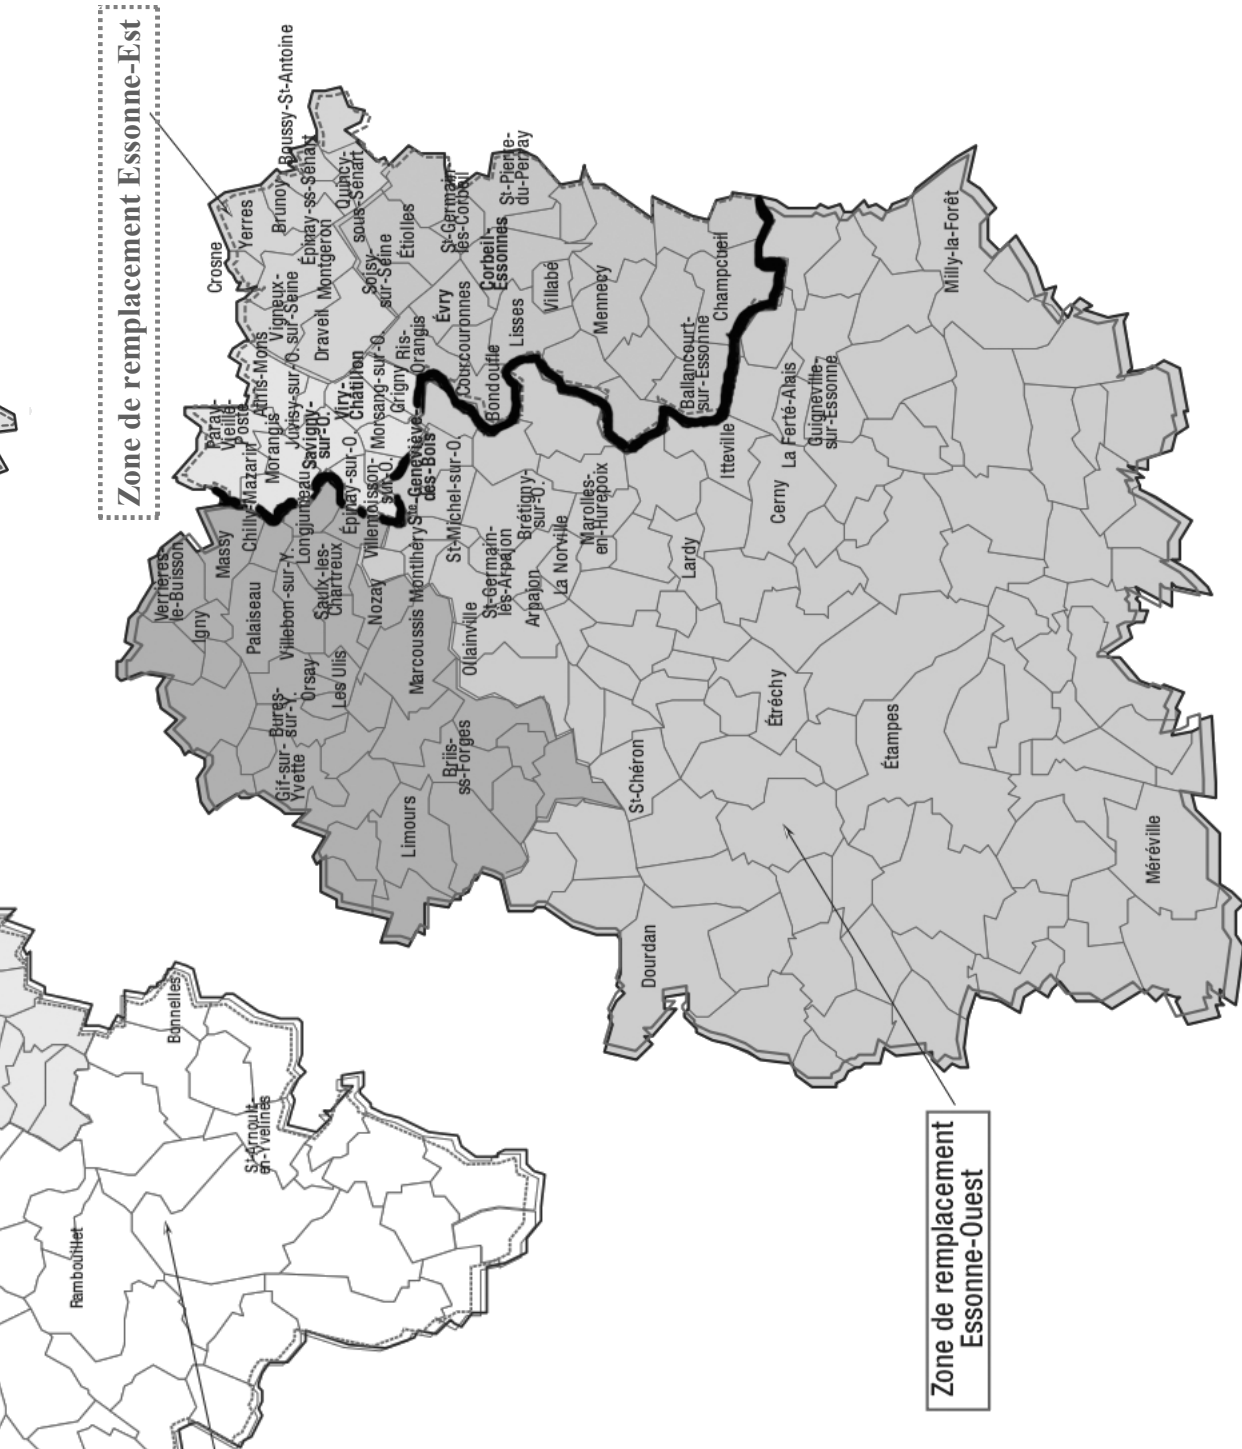 Zone de remplacement Essonne-Est
Crosne
Yerres
Brunoy
Boussy-St-Antoine
Épinay-ss-Sénart
Quincy-
sous-Sénart
Vigneux-
sur-Seine
Draveil
Montgeron
Soisy-
sur-Seine
Étiolles
St-Germain-
lès-Corbeil
St-Pierre-
du-Perray
Corbeil-
Essonnes
Évry
Courcouronnes
Lisses
Villabé
Mennecy
Champcueil
Milly-la-Forêt
Paray-
Vieille-
Poste
Athis-Mons
Juvisy-sur-O.
Morangis
Savigny-
sur-O.
Viry-
Châtillon
Morsang-sur-O.
Grigny
Ris-
Orangis
Bondoufle
Ballancourt-
sur-Essonne
Itteville
La Ferté-Alais
Guigneville-
sur-Essonne
Cerny
Chilly-Mazarin
Longjumeau
Épinay-sur-O.
Villemoisson-
sur-O.
Ste-Geneviève-
des-Bois
St-Michel-sur-O.
Brétigny-
sur-O.
Marolles-
en-Hurepoix
Lardy
La Norville
Arpajon
St-Germain-
lès-Arpajon
Montlhéry
Massy
Verrières-
le-Buisson
Igny
Palaiseau
Villebon-sur-Y.
Saulx-les-
Chartreux
Nozay
Marcoussis
Ollainville
Orsay
Les Ulis
Bures-
sur-Y.
Gif-sur-
Yvette
Briis-
ss-Forges
Limours
St-Chéron
Étréchy
Étampes
Méréville
Dourdan
Bonnelles
St-Arnoult-
en-Yvelines
Rambouillet
Zone de remplacement
Essonne-Ouest